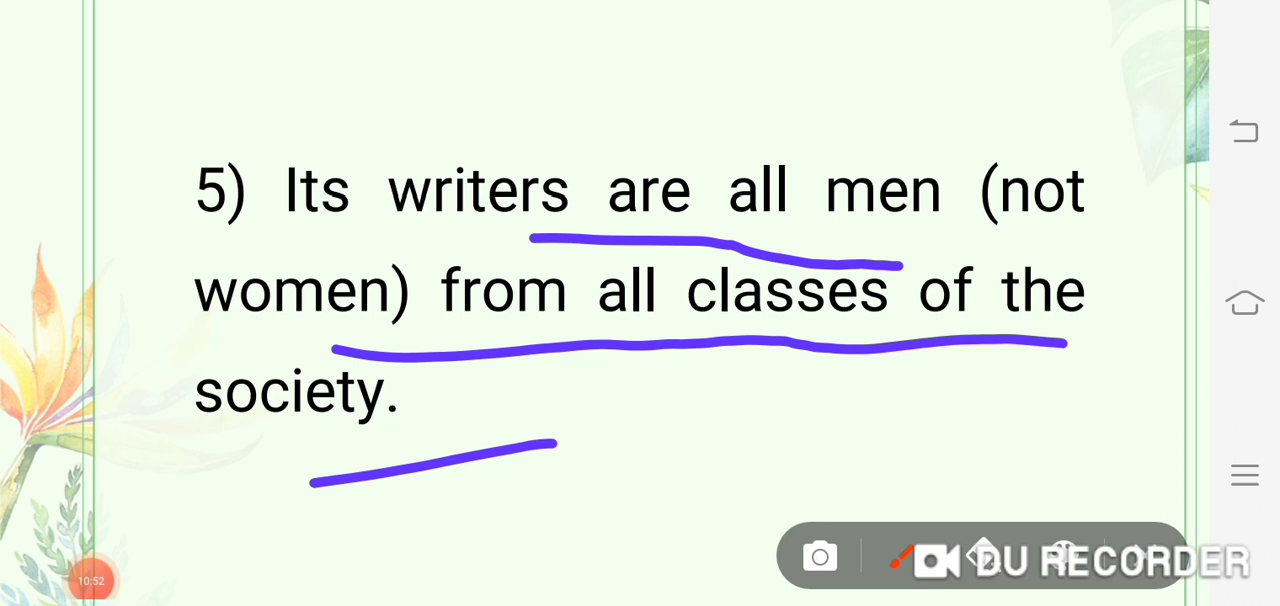 5) Its writers are all men (not
women) from all classes of the
society.
10:52
DU RECORDER